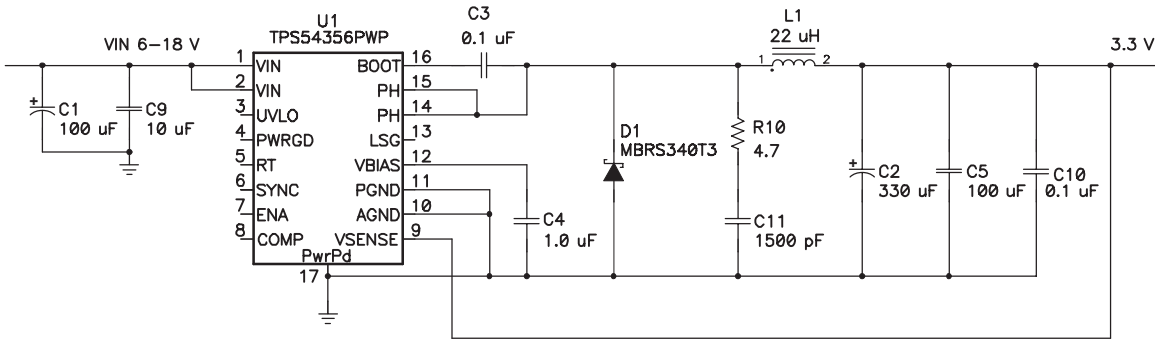 VIN 6-18 V
+
C1
100 uF
C9
10 uF
U1
TPS54356PWP
1 VIN
2 VIN
3 UVLO
4 PWRGD
5 RT
6 SYNC
7 ENA
8 COMP
BOOT 16
PH 15
PH 14
LSG 13
VBIAS 12
PGND 11
AGND 10
VSENSE 9
PwrPd
17
C3
0.1 uF
C4
1.0 uF
D1
MBRS340T3
R10
4.7
C11
1500 pF
L1
22 uH
1 2
+
C2
330 uF
C5
100 uF
C10
0.1 uF
3.3 V